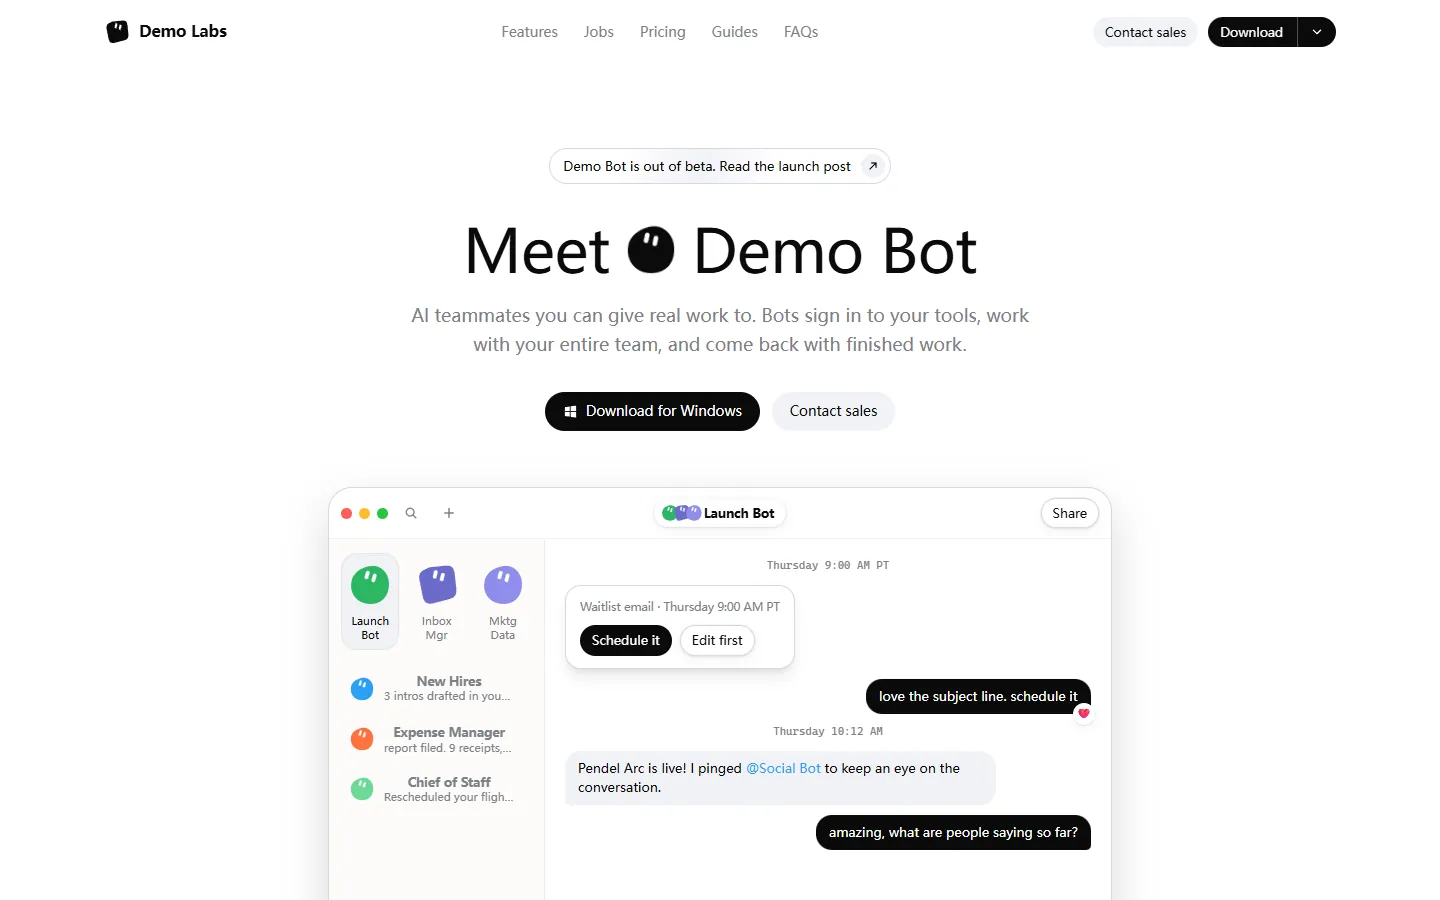 Demo Labs
Features
Jobs
Pricing
Guides
FAQs
Contact sales
Download
Demo Bot is out of beta. Read the launch post
Meet Demo Bot
AI teammates you can give real work to. Bots sign in to your tools, work
with your entire team, and come back with finished work.
Download for Windows
Contact sales
Launch Bot
Share
Launch
Bot
Inbox
Mgr
Mktg
Data
New Hires
3 intros drafted in you...
Expense Manager
report filed. 9 receipts,...
Chief of Staff
Rescheduled your fligh...
Thursday 9:00 AM PT
Waitlist email · Thursday 9:00 AM PT
Schedule it
Edit first
love the subject line. schedule it
Thursday 10:12 AM
Pendel Arc is live! I pinged @Social Bot to keep an eye on the
conversation.
amazing, what are people saying so far?